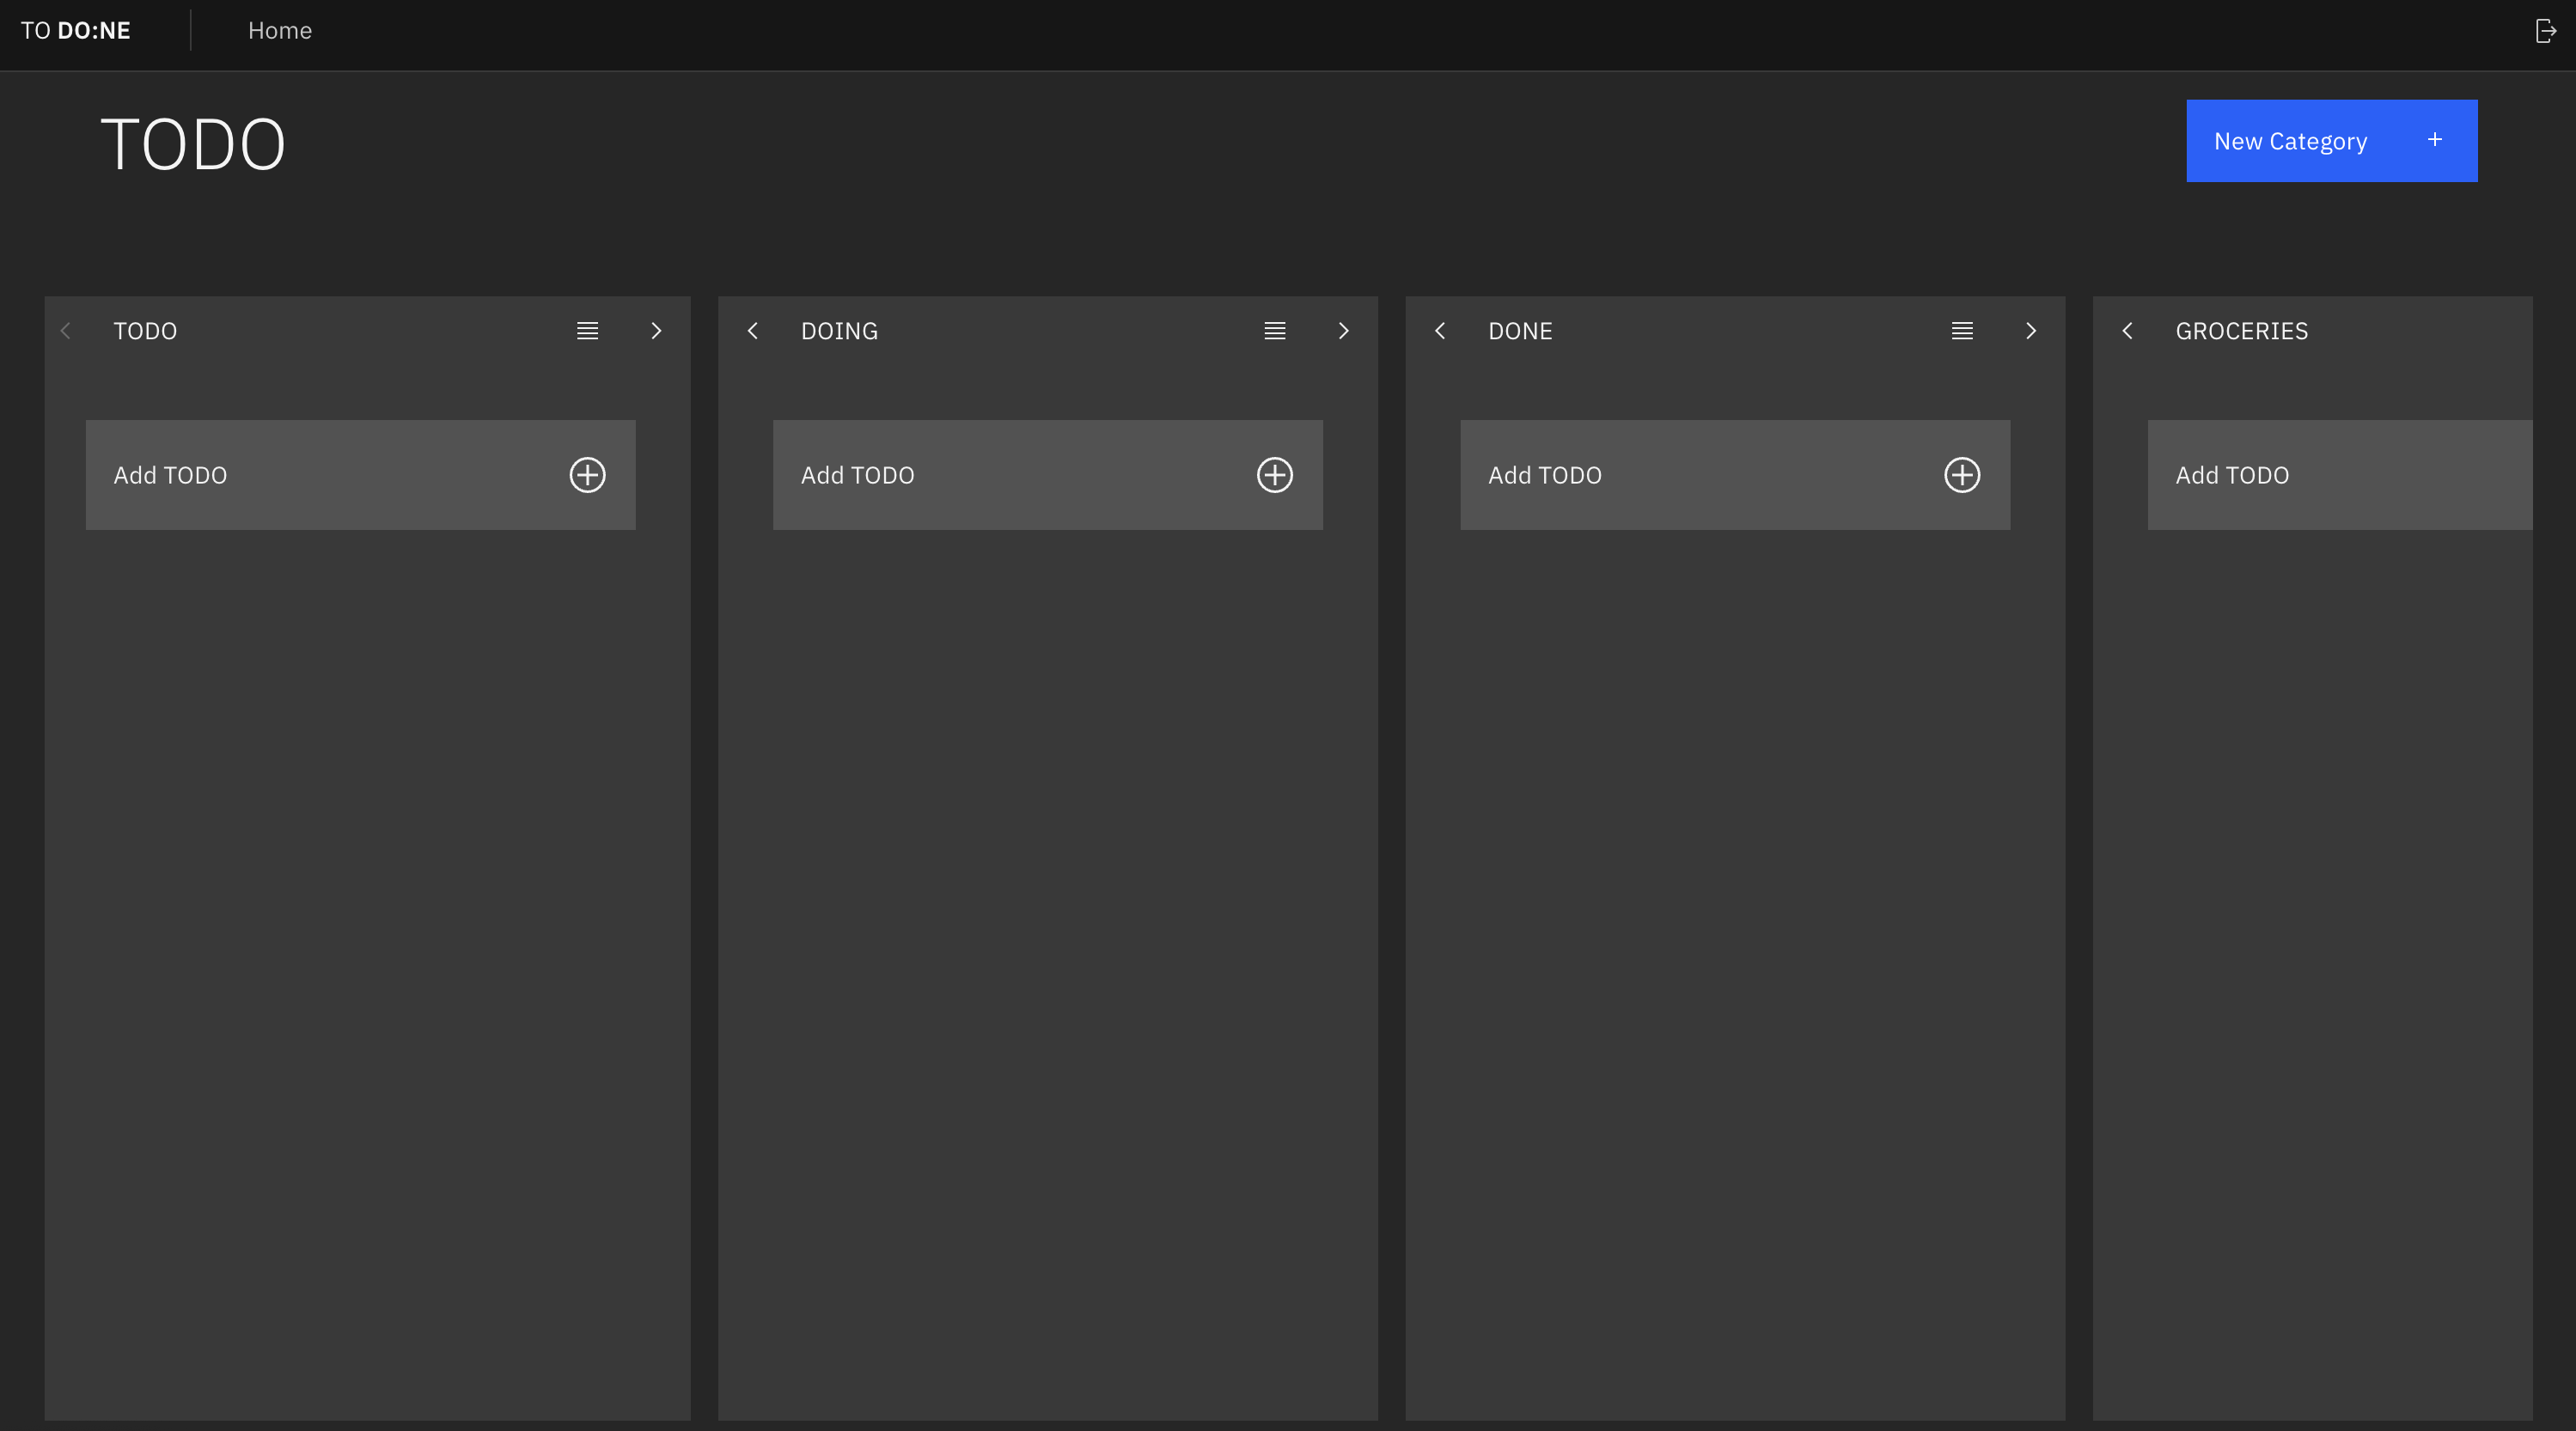 TO DO:NE
Home
TODO
New Category
TODO
DOING
DONE
GROCERIES
Add TODO
Add TODO
Add TODO
Add TODO